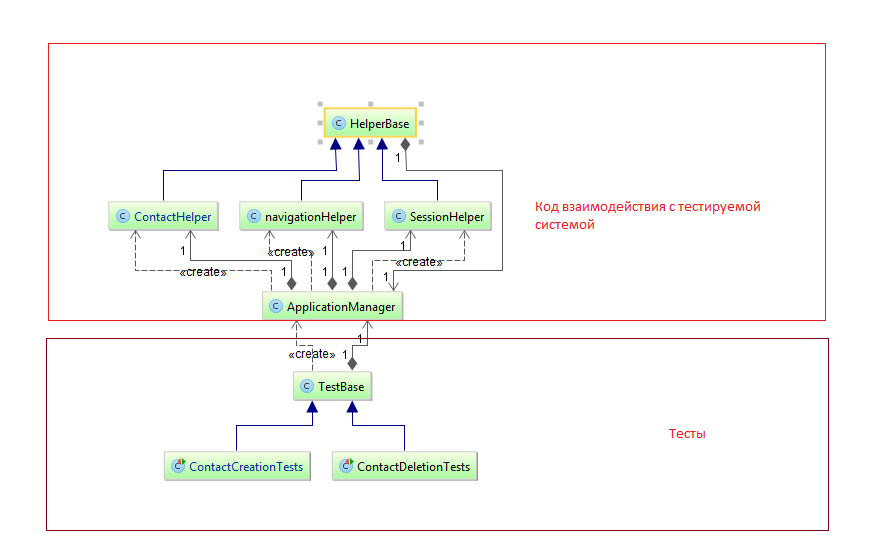 C HelperBase
1
C ContactHelper
C navigationHelper
C SessionHelper
Код взаимодействия с тестируемой
системой
1
«create»
1
1
«create»
«create»
1
1
1
1
C ApplicationManager
1
«create»
1
C TestBase
Тесты
C ContactCreationTests
C ContactDeletionTests